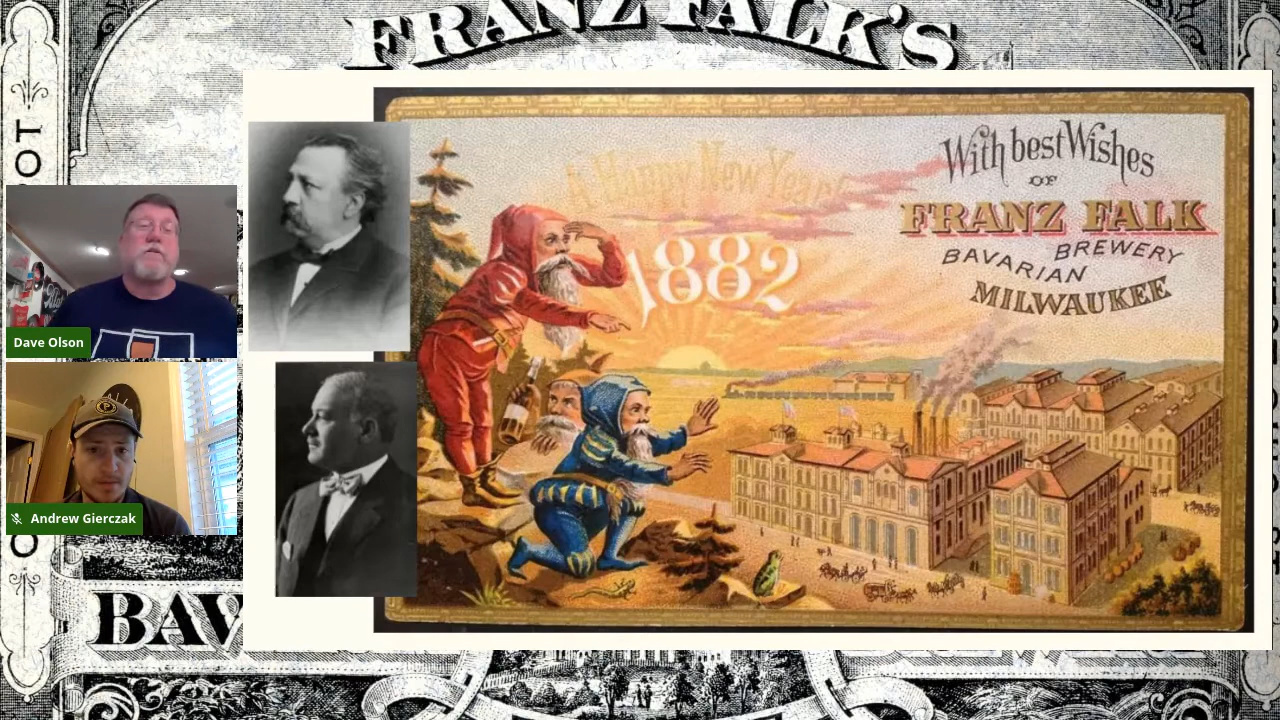 FRANZ FALK'S
OT
A Happy New Year!
1882
With best Wishes
OF
FRANZ FALK
BREWERY
BAVARIAN
MILWAUKEE
Dave Olson
P
Andrew Gierczak
BAV